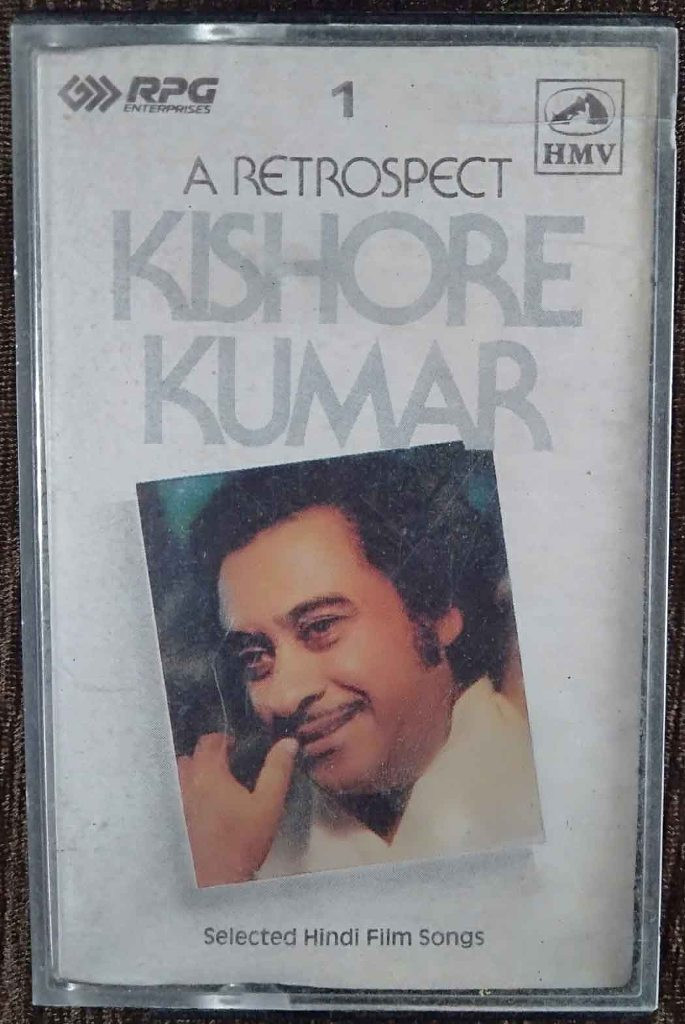 RPG
ENTERPRISES
1
HMV
A RETROSPECT
KISHORE
KUMAR
Selected Hindi Film Songs